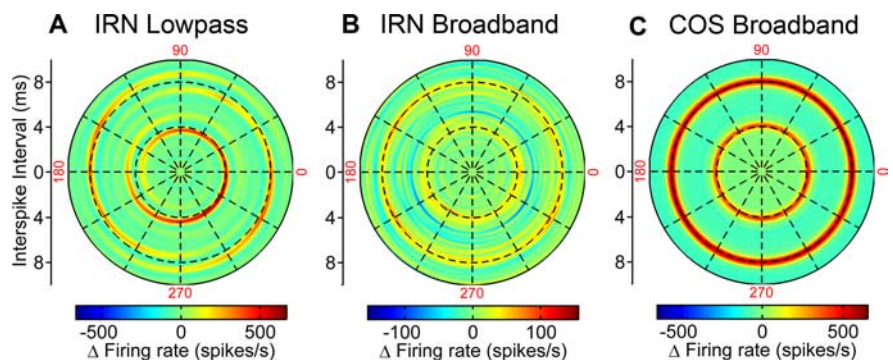 A IRN Lowpass
B IRN Broadband
C COS Broadband
90
90
90
Interspike Interval (ms)
8
4
0
4
8
180
0
270
8
4
0
4
8
180
0
270
8
4
0
4
8
180
0
270
-500 0 500
Δ Firing rate (spikes/s)
-100 0 100
Δ Firing rate (spikes/s)
-500 0 500
Δ Firing rate (spikes/s)